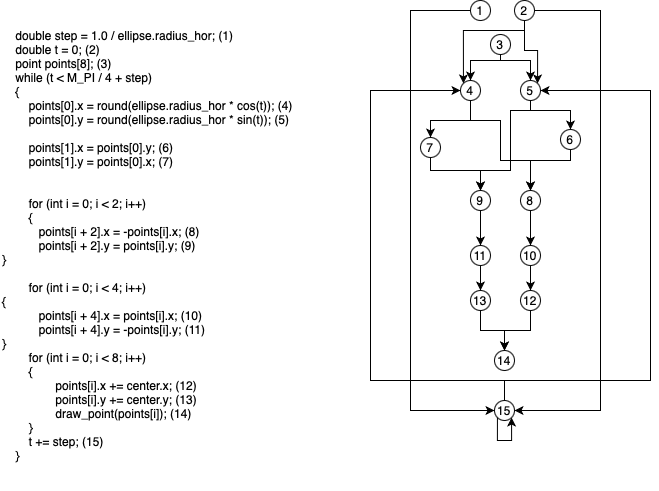 double step = 1.0 / ellipse.radius_hor; (1)
double t = 0; (2)
point points[8]; (3)
while (t < M_PI / 4 + step)
{
points[0].x = round(ellipse.radius_hor * cos(t)); (4)
points[0].y = round(ellipse.radius_hor * sin(t)); (5)
points[1].x = points[0].y; (6)
points[1].y = points[0].x; (7)
for (int i = 0; i < 2; i++)
{
points[i + 2].x = -points[i].x; (8)
points[i + 2].y = points[i].y; (9)
}
for (int i = 0; i < 4; i++)
{
points[i + 4].x = points[i].x; (10)
points[i + 4].y = -points[i].y; (11)
}
for (int i = 0; i < 8; i++)
{
points[i].x += center.x; (12)
points[i].y += center.y; (13)
draw_point(points[i]); (14)
}
t += step; (15)
}
1 2
3
4 5
7 6
9 8
11 10
13 12
14
15